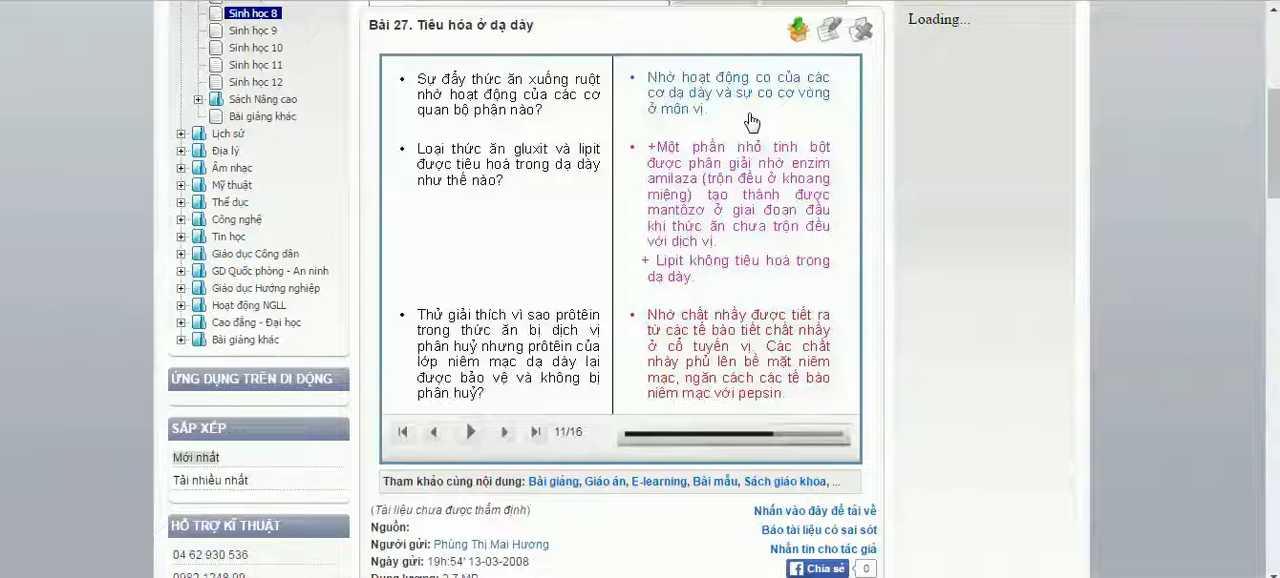 Sinh học 8
Sinh học 9
Sinh học 10
Sinh học 11
Sinh học 12
Sách Nâng cao
Bài giảng khác
Lịch sử
Địa lý
Âm nhạc
Mỹ thuật
Thể dục
Công nghệ
Tin học
Giáo dục Công dân
GD Quốc phòng - An ninh
Giáo dục Hướng nghiệp
Hoạt động NGLL
Cao đẳng - Đại học
Bài giảng khác
ỨNG DỤNG TRÊN DI ĐỘNG
SẮP XẾP
Mới nhất
Tải nhiều nhất
HỖ TRỢ KĨ THUẬT
04 62 930 536
Bài 27. Tiêu hóa ở dạ dày
• Sự đẩy thức ăn xuống ruột
nhờ hoạt động của các cơ
quan bộ phận nào?
• Loại thức ăn gluxit và lipit
được tiêu hoá trong dạ dày
như thế nào?
• Thử giải thích vì sao prôtêin
trong thức ăn bị dịch vị
phân huỷ nhưng prôtêin của
lớp niêm mạc dạ dày lại
được bảo vệ và không bị
phân huỷ?
• Nhờ hoạt động co của các
cơ dạ dày và sự co cơ vòng
ở môn vị.
• +Một phần nhỏ tinh bột
được phân giải nhờ enzim
amilaza (trộn đều ở khoang
miệng) tạo thành được
mantôzơ ở giai đoạn đầu
khi thức ăn chưa trộn đều
với dịch vị.
+ Lipit không tiêu hoá trong
dạ dày.
• Nhờ chất nhầy được tiết ra
từ các tế bào tiết chất nhầy
ở cổ tuyến vị. Các chất
nhày phủ lên bề mặt niêm
mạc, ngăn cách các tế bào
niêm mạc với pepsin.
11/16
Tham khảo cùng nội dung: Bài giảng, Giáo án, E-learning, Bài mẫu, Sách giáo khoa, ...
(Tài liệu chưa được thẩm định)
Nguồn:
Người gửi: Phùng Thị Mai Hương
Ngày gửi: 19h:54' 13-03-2008
Dung lượng: 2.7 MB
Nhấn vào đây để tải về
Báo tài liệu có sai sót
Nhắn tin cho tác giả
Chia sẻ 0
Loading...